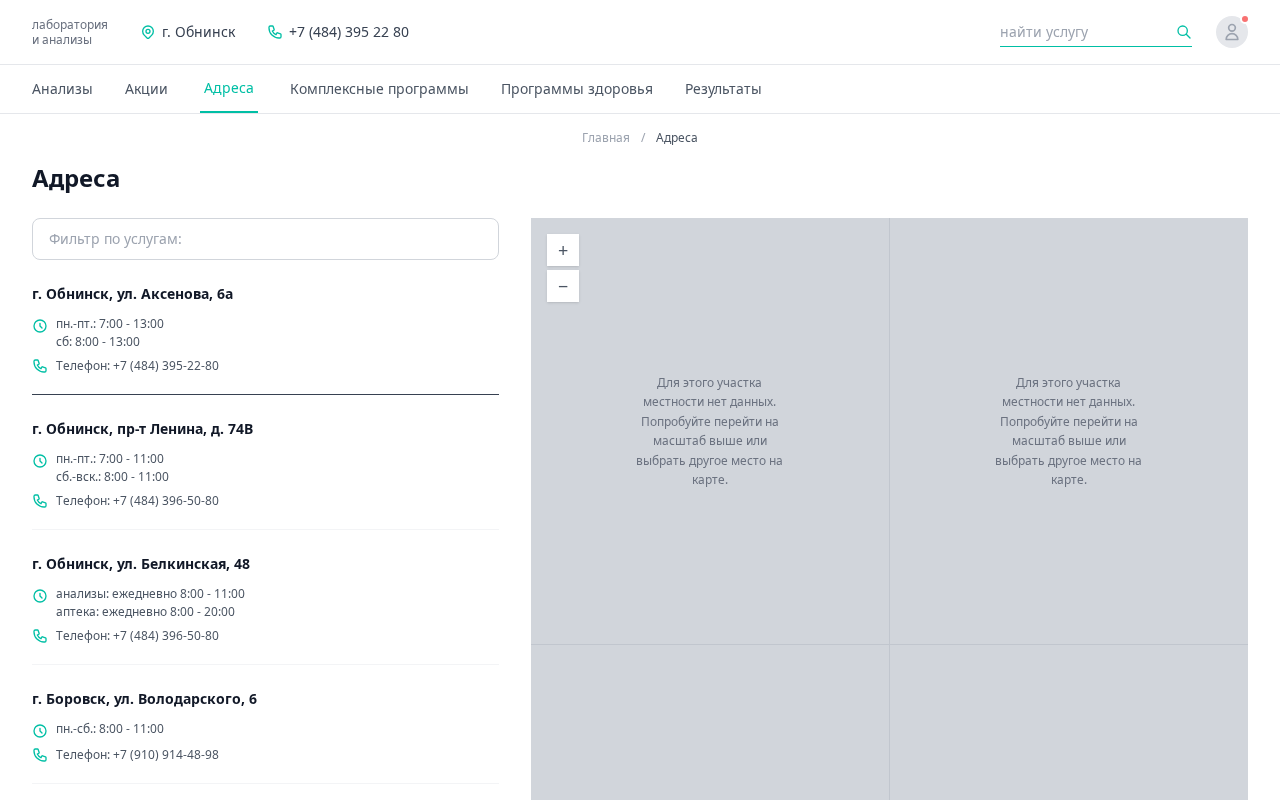 лаборатория
и анализы
г. Обнинск
+7 (484) 395 22 80
найти услугу
Анализы
Акции
Адреса
Комплексные программы
Программы здоровья
Результаты
Главная / Адреса
Адреса
Фильтр по услугам:
г. Обнинск, ул. Аксенова, 6а
пн.-пт.: 7:00 - 13:00
сб: 8:00 - 13:00
Телефон: +7 (484) 395-22-80
г. Обнинск, пр-т Ленина, д. 74В
пн.-пт.: 7:00 - 11:00
сб.-вск.: 8:00 - 11:00
Телефон: +7 (484) 396-50-80
г. Обнинск, ул. Белкинская, 48
анализы: ежедневно 8:00 - 11:00
аптека: ежедневно 8:00 - 20:00
Телефон: +7 (484) 396-50-80
г. Боровск, ул. Володарского, 6
пн.-сб.: 8:00 - 11:00
Телефон: +7 (910) 914-48-98
+
−
Для этого участка
местности нет данных.
Попробуйте перейти на
масштаб выше или
выбрать другое место на
карте.
Для этого участка
местности нет данных.
Попробуйте перейти на
масштаб выше или
выбрать другое место на
карте.